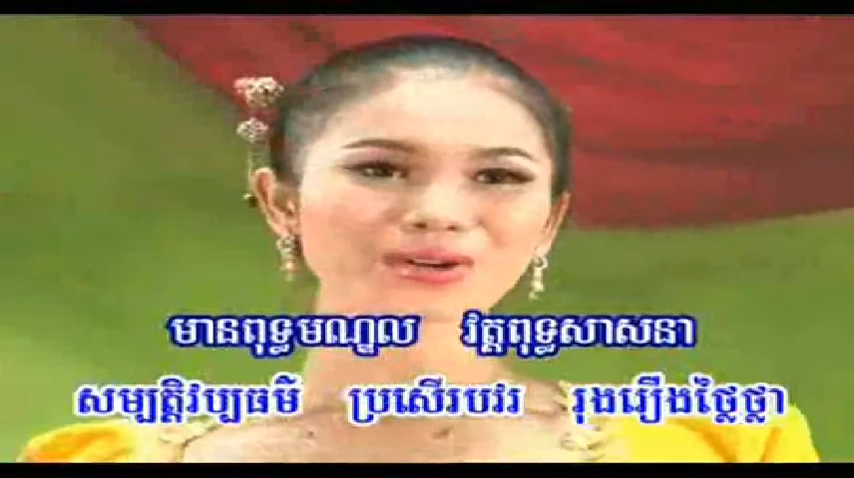 មានពុទ្ធមណ្ឌល វត្តពុទ្ធសាសនា
សម្បត្តិវប្បធម៌ ប្រសើរបវរ រុងរឿងថ្លៃថ្លា